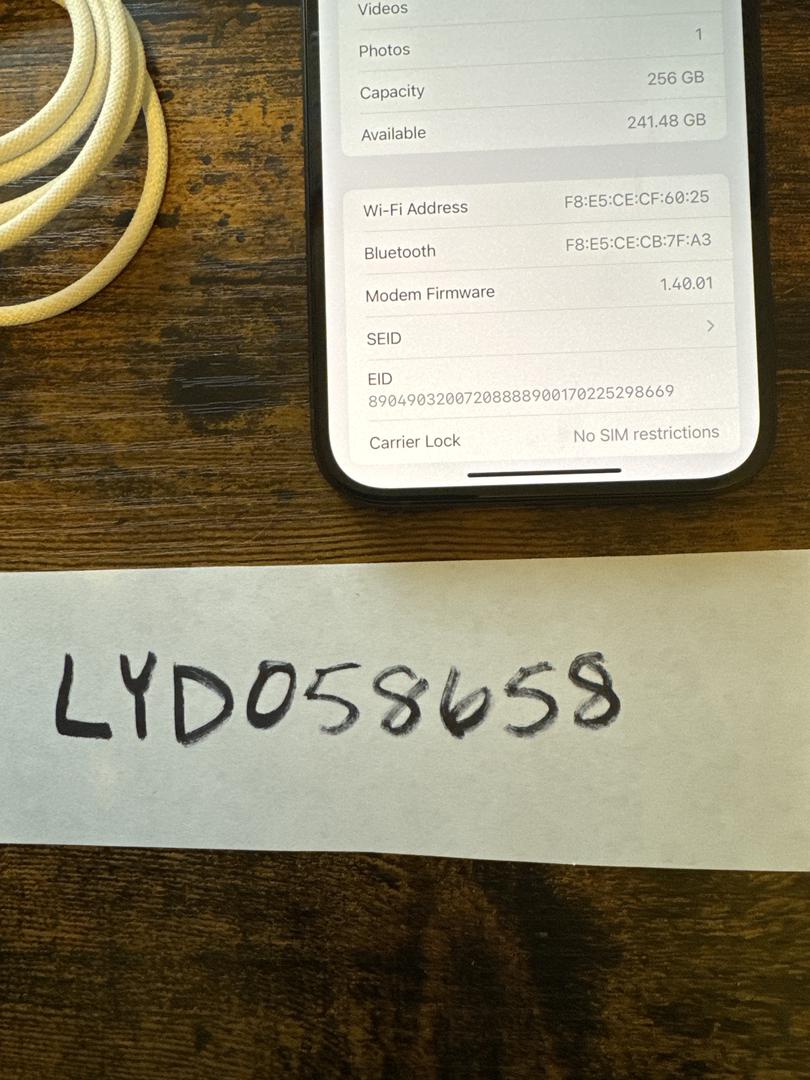 Videos
Photos 1
Capacity 256 GB
Available 241.48 GB
Wi-Fi Address F8:E5:CE:CF:60:25
Bluetooth F8:E5:CE:CB:7F:A3
Modem Firmware 1.40.01
SEID
EID
89049032007208888900170225298669
Carrier Lock No SIM restrictions
LYD058658